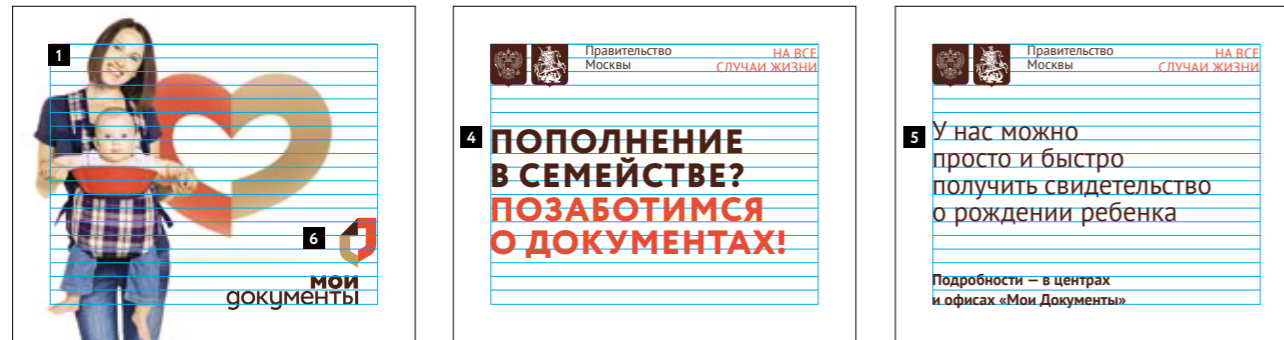 1
6
мои
документы
Правительство
Москвы
НА ВСЕ
СЛУЧАИ ЖИЗНИ
4
ПОПОЛНЕНИЕ
В СЕМЕЙСТВЕ?
ПОЗАБОТИМСЯ
О ДОКУМЕНТАХ!
Правительство
Москвы
НА ВСЕ
СЛУЧАИ ЖИЗНИ
5
У нас можно
просто и быстро
получить свидетельство
о рождении ребенка
Подробности — в центрах
и офисах «Мои Документы»